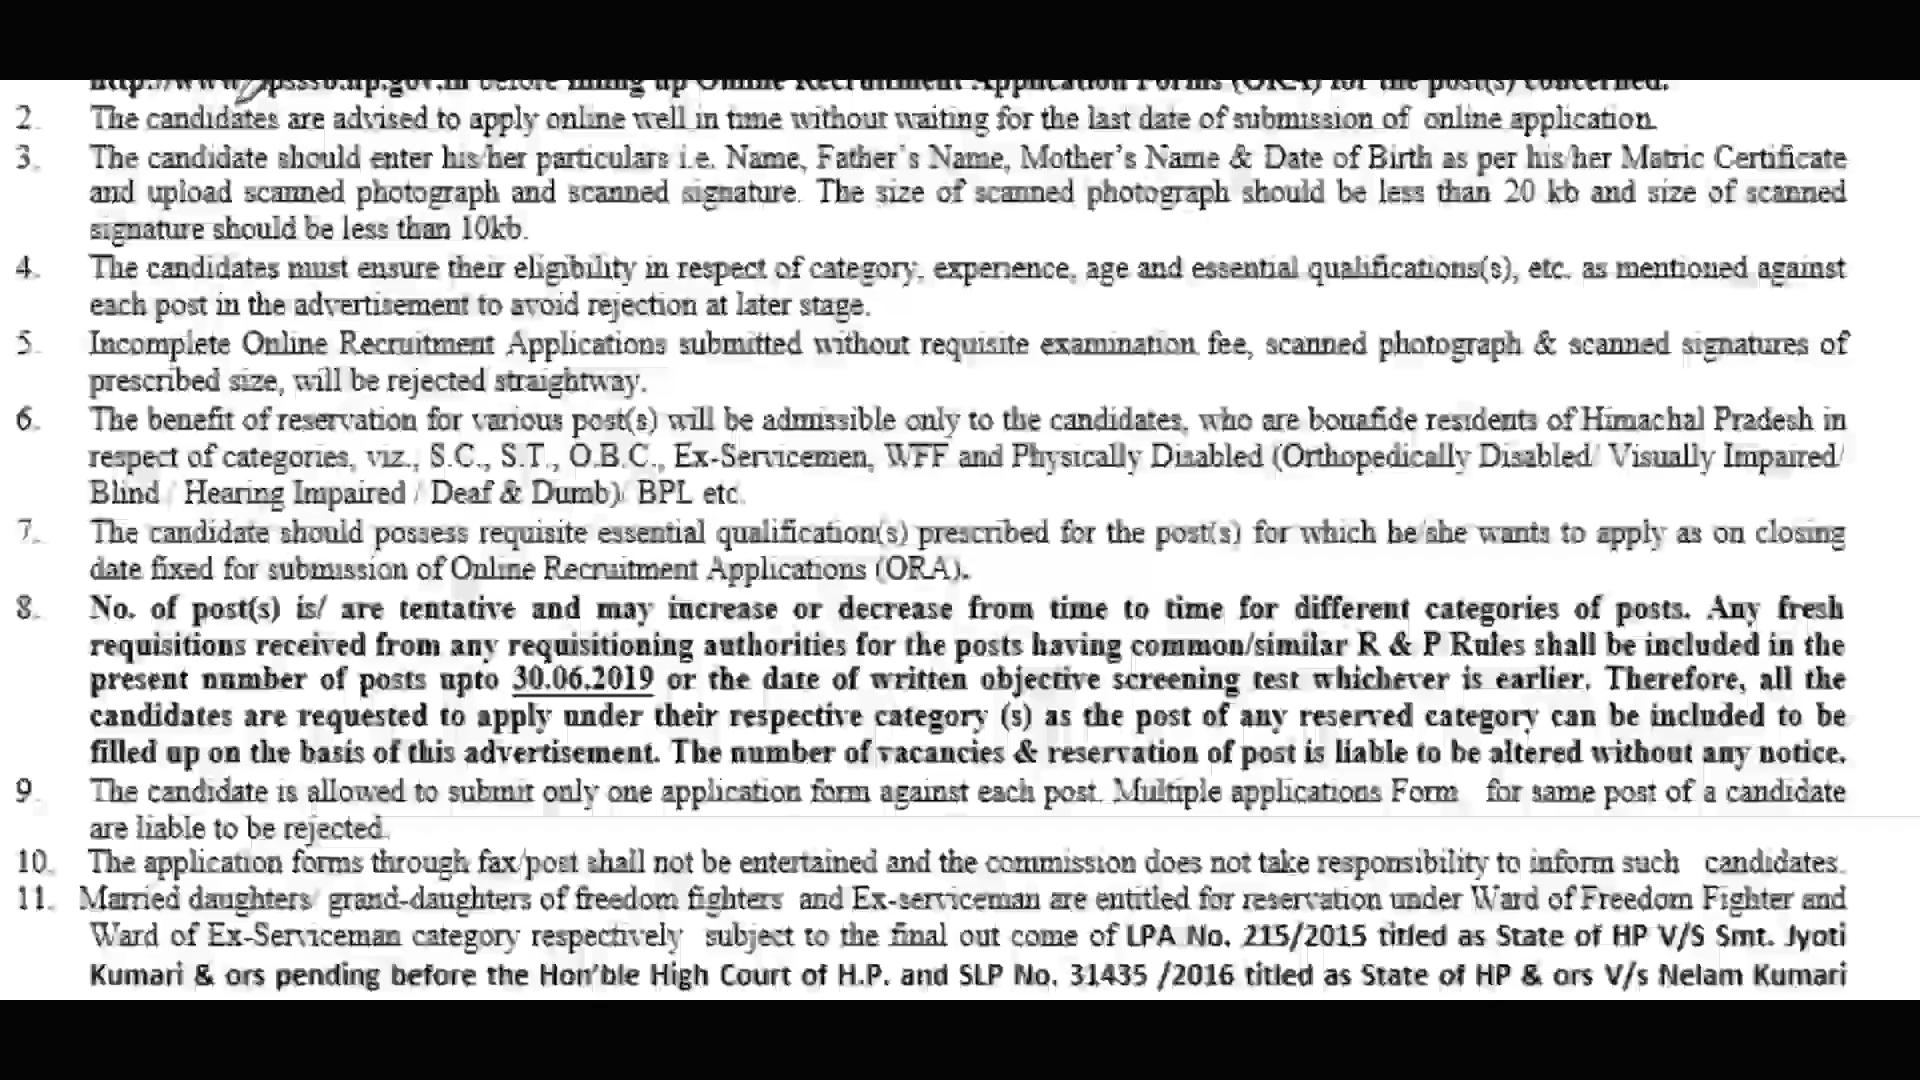 before filling up Online Recruitment Application Forms (ORA) for the post(s) concerned.
2. The candidates are advised to apply online well in time without waiting for the last date of submission of online application.
3. The candidate should enter his/her particulars i.e. Name, Father's Name, Mother's Name & Date of Birth as per his/her Matric Certificate
and upload scanned photograph and scanned signature. The size of scanned photograph should be less than 20 kb and size of scanned
signature should be less than 10kb.
4. The candidates must ensure their eligibility in respect of category, experience, age and essential qualifications(s), etc. as mentioned against
each post in the advertisement to avoid rejection at later stage.
5. Incomplete Online Recruitment Applications submitted without requisite examination fee, scanned photograph & scanned signatures of
prescribed size, will be rejected straightway.
6. The benefit of reservation for various post(s) will be admissible only to the candidates, who are bonafide residents of Himachal Pradesh in
respect of categories, viz., S.C., S.T., O.B.C., Ex-Servicemen, WFF and Physically Disabled (Orthopedically Disabled/ Visually Impaired/
Blind / Hearing Impaired / Deaf & Dumb)/ BPL etc.
7. The candidate should possess requisite essential qualification(s) prescribed for the post(s) for which he/she wants to apply as on closing
date fixed for submission of Online Recruitment Applications (ORA).
8. No. of post(s) is/ are tentative and may increase or decrease from time to time for different categories of posts. Any fresh
requisitions received from any requisitioning authorities for the posts having common/similar R & P Rules shall be included in the
present number of posts upto 30.06.2019 or the date of written objective screening test whichever is earlier. Therefore, all the
candidates are requested to apply under their respective category (s) as the post of any reserved category can be included to be
filled up on the basis of this advertisement. The number of vacancies & reservation of post is liable to be altered without any notice.
9. The candidate is allowed to submit only one application form against each post. Multiple applications Form for same post of a candidate
are liable to be rejected.
10. The application forms through fax/post shall not be entertained and the commission does not take responsibility to inform such candidates.
11. Married daughters/ grand-daughters of freedom fighters and Ex-serviceman are entitled for reservation under Ward of Freedom Fighter and
Ward of Ex-Serviceman category respectively subject to the final out come of LPA No. 215/2015 titled as State of HP V/S Smt. Jyoti
Kumari & ors pending before the Hon'ble High Court of H.P. and SLP No. 31435 /2016 titled as State of HP & ors V/s Nelam Kumari